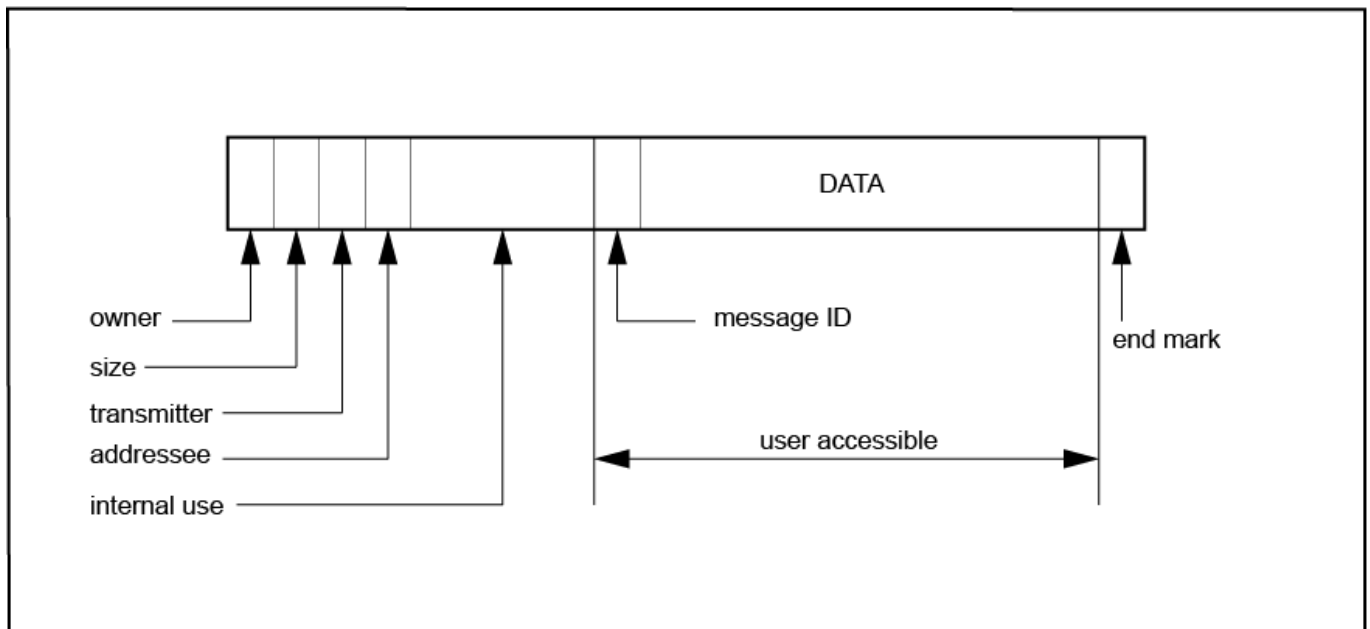 DATA
owner
message ID
end mark
size
transmitter
user accessible
addressee
internal use